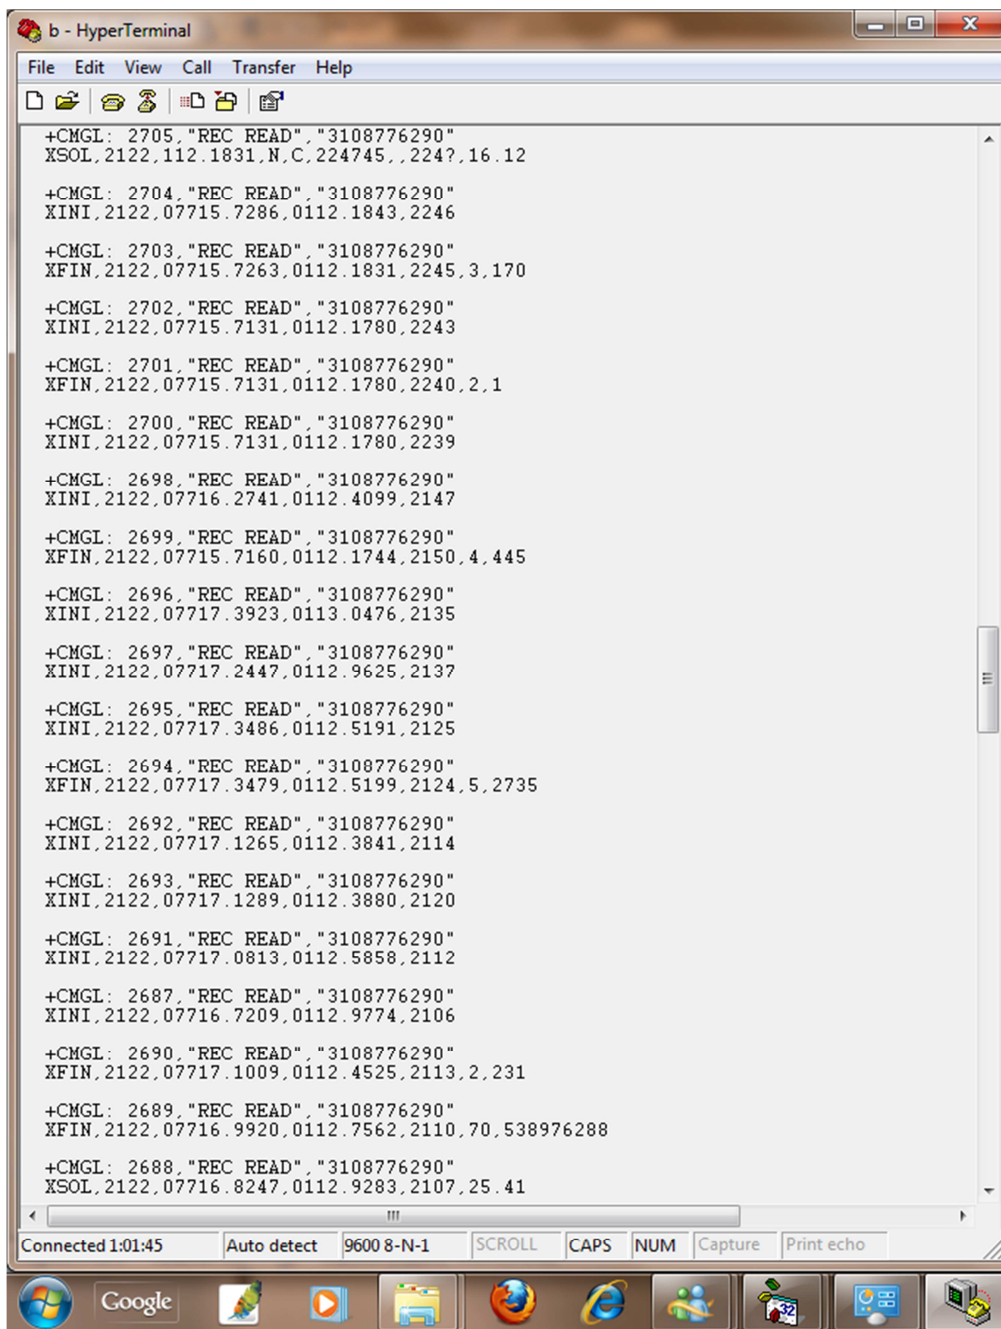 b - HyperTerminal
File Edit View Call Transfer Help
+CMGL: 2705,"REC READ","3108776290"
XSOL,2122,112.1831,N,C,224745,,224?,16.12
+CMGL: 2704,"REC READ","3108776290"
XINI,2122,07715.7286,0112.1843,2246
+CMGL: 2703,"REC READ","3108776290"
XFIN,2122,07715.7263,0112.1831,2245,3,170
+CMGL: 2702,"REC READ","3108776290"
XINI,2122,07715.7131,0112.1780,2243
+CMGL: 2701,"REC READ","3108776290"
XFIN,2122,07715.7131,0112.1780,2240,2,1
+CMGL: 2700,"REC READ","3108776290"
XINI,2122,07715.7131,0112.1780,2239
+CMGL: 2698,"REC READ","3108776290"
XINI,2122,07716.2741,0112.4099,2147
+CMGL: 2699,"REC READ","3108776290"
XFIN,2122,07715.7160,0112.1744,2150,4,445
+CMGL: 2696,"REC READ","3108776290"
XINI,2122,07717.3923,0113.0476,2135
+CMGL: 2697,"REC READ","3108776290"
XINI,2122,07717.2447,0112.9625,2137
+CMGL: 2695,"REC READ","3108776290"
XINI,2122,07717.3486,0112.5191,2125
+CMGL: 2694,"REC READ","3108776290"
XFIN,2122,07717.3479,0112.5199,2124,5,2735
+CMGL: 2692,"REC READ","3108776290"
XINI,2122,07717.1265,0112.3841,2114
+CMGL: 2693,"REC READ","3108776290"
XINI,2122,07717.1289,0112.3880,2120
+CMGL: 2691,"REC READ","3108776290"
XINI,2122,07717.0813,0112.5858,2112
+CMGL: 2687,"REC READ","3108776290"
XINI,2122,07716.7209,0112.9774,2106
+CMGL: 2690,"REC READ","3108776290"
XFIN,2122,07717.1009,0112.4525,2113,2,231
+CMGL: 2689,"REC READ","3108776290"
XFIN,2122,07716.9920,0112.7562,2110,70,538976288
+CMGL: 2688,"REC READ","3108776290"
XSOL,2122,07716.8247,0112.9283,2107,25.41
Connected 1:01:45 Auto detect 9600 8-N-1 SCROLL CAPS NUM Capture Print echo
Google 32